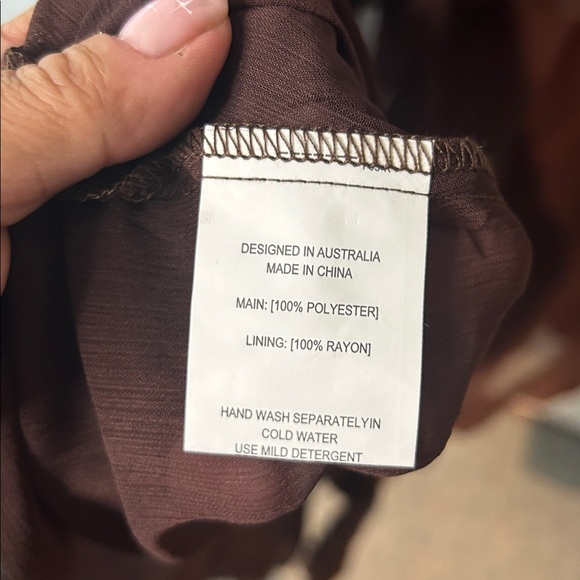 DESIGNED IN AUSTRALIA
MADE IN CHINA
MAIN: [100% POLYESTER]
LINING: [100% RAYON]
HAND WASH SEPARATELYIN
COLD WATER
USE MILD DETERGENT